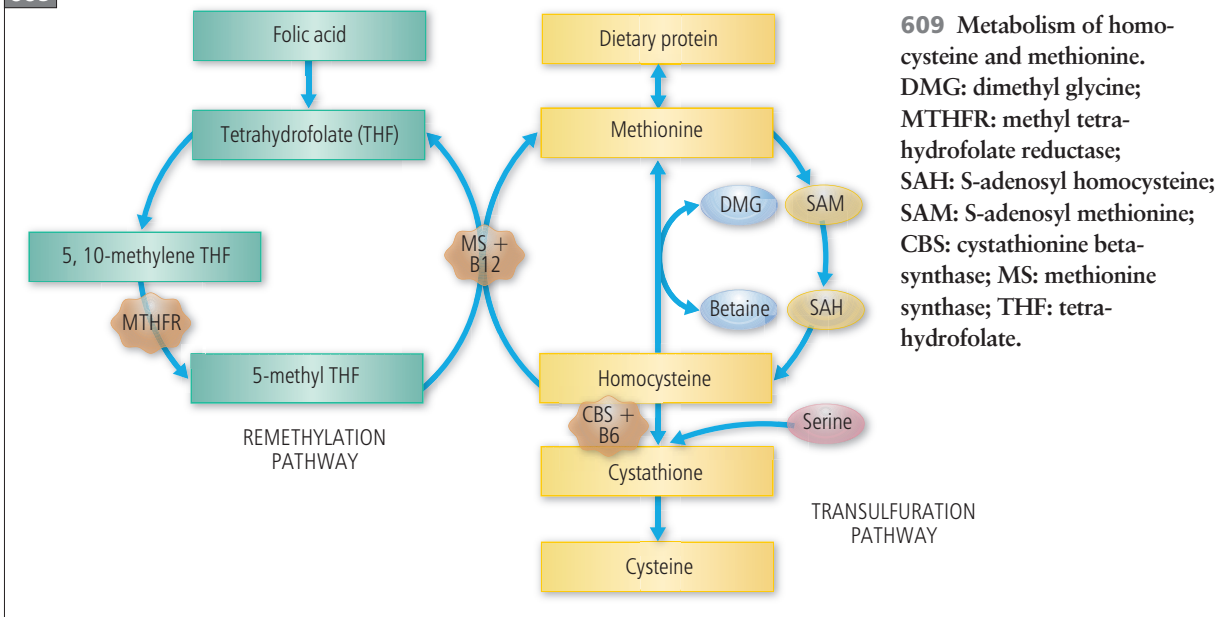 Folic acid
Dietary protein
Tetrahydrofolate (THF)
Methionine
DMG
SAM
5, 10-methylene THF
MS +
B12
MTHFR
Betaine
SAH
5-methyl THF
Homocysteine
CBS +
B6
Serine
REMETHYLATION
PATHWAY
Cystathione
TRANSULFURATION
PATHWAY
Cysteine
609 Metabolism of homo-
cysteine and methionine.
DMG: dimethyl glycine;
MTHFR: methyl tetra-
hydrofolate reductase;
SAH: S-adenosyl homocysteine;
SAM: S-adenosyl methionine;
CBS: cystathionine beta-
synthase; MS: methionine
synthase; THF: tetra-
hydrofolate.